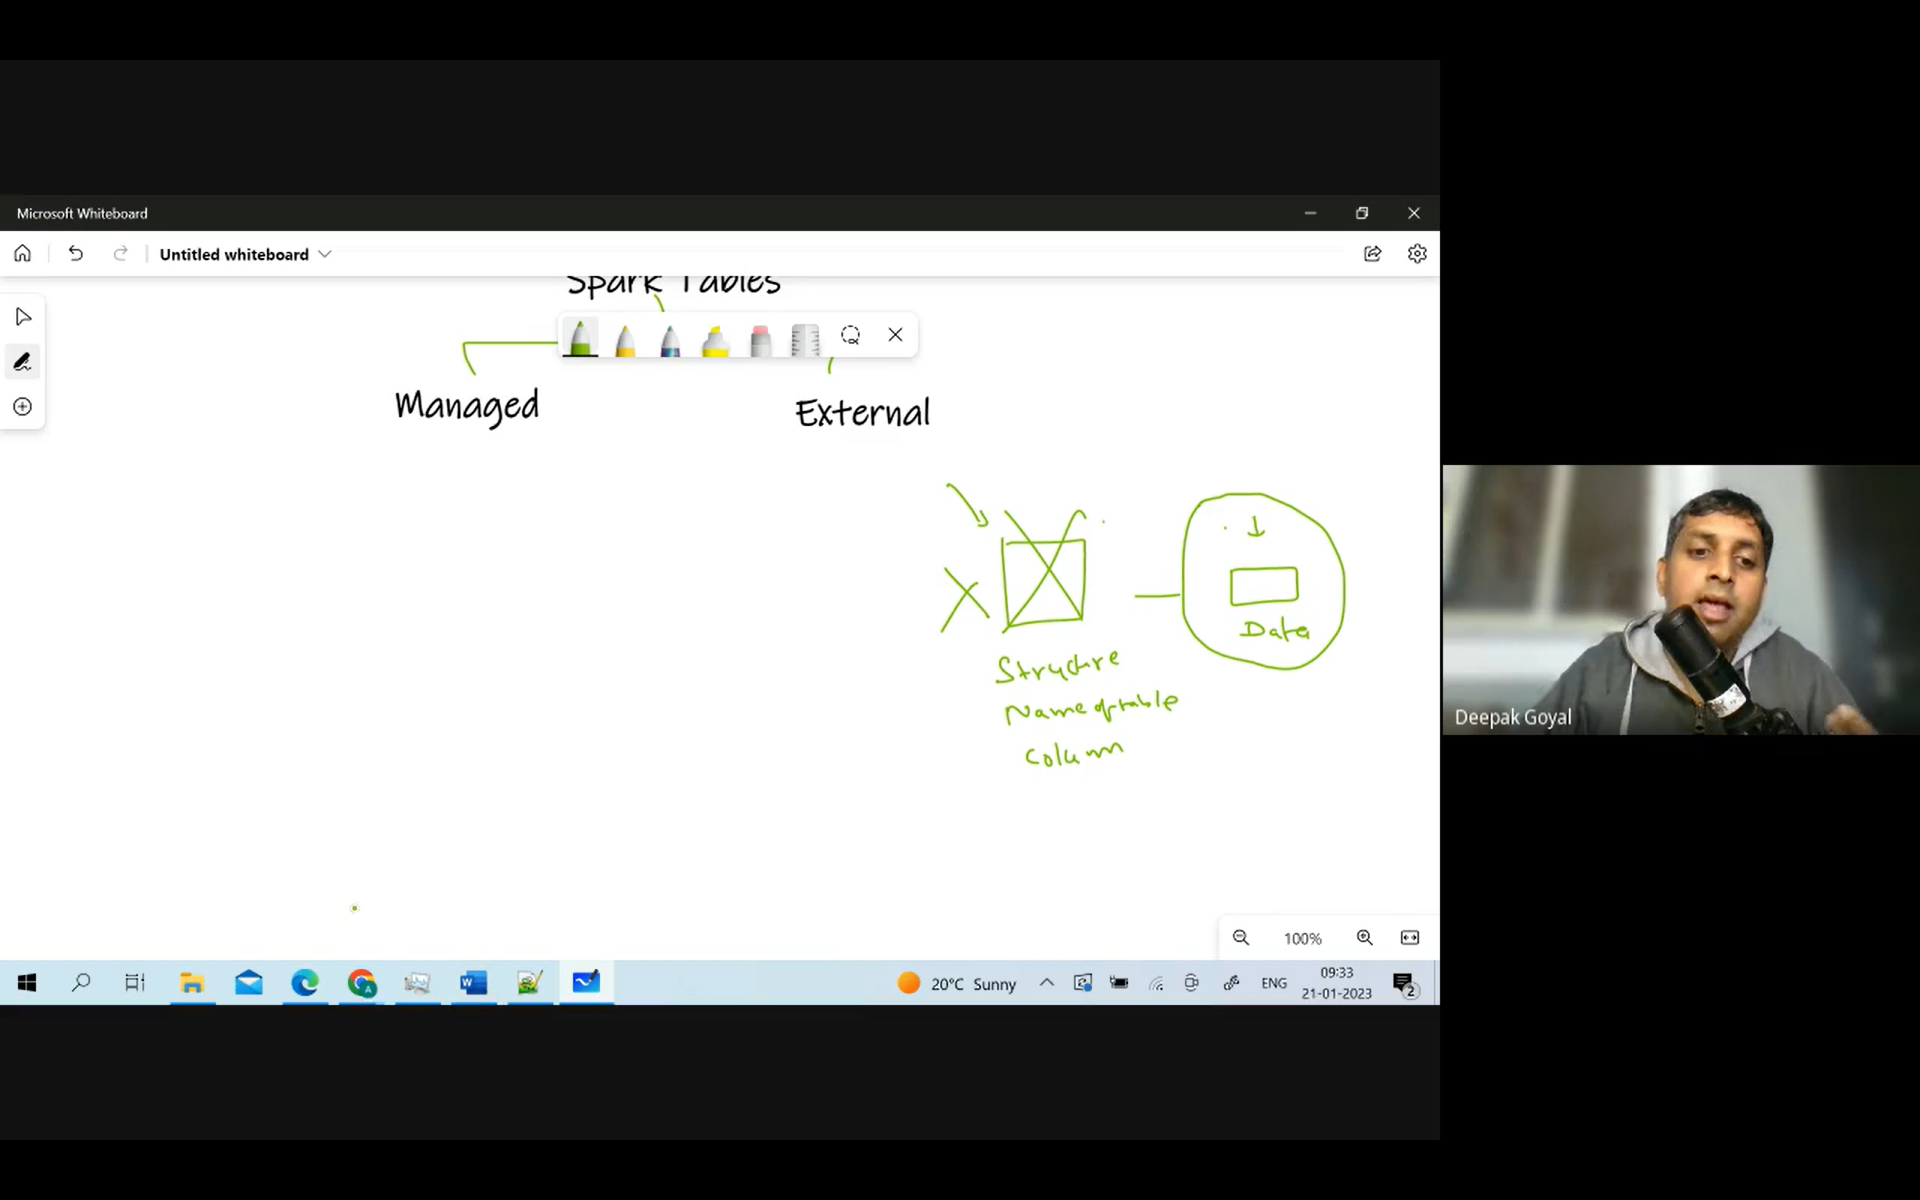 Microsoft Whiteboard
Untitled whiteboard
Spark Tables
Managed
External
Data
Structure
Name of table
Column
Deepak Goyal
100%
20°C Sunny
ENG
09:33
21-01-2023
2